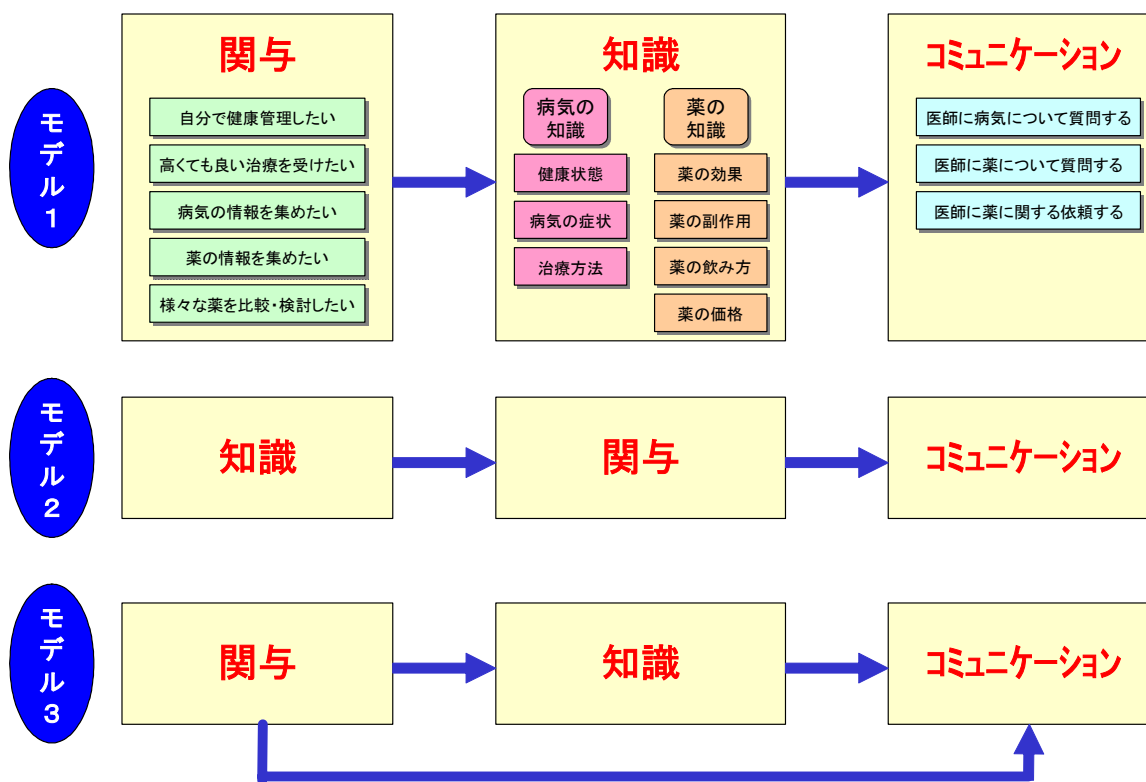 モデル1
関与
自分で健康管理したい
高くても良い治療を受けたい
病気の情報を集めたい
薬の情報を集めたい
様々な薬を比較・検討したい
知識
病気の
知識
健康状態
病気の症状
治療方法
薬の
知識
薬の効果
薬の副作用
薬の飲み方
薬の価格
コミュニケーション
医師に病気について質問する
医師に薬について質問する
医師に薬に関する依頼する
モデル2
知識
関与
コミュニケーション
モデル3
関与
知識
コミュニケーション